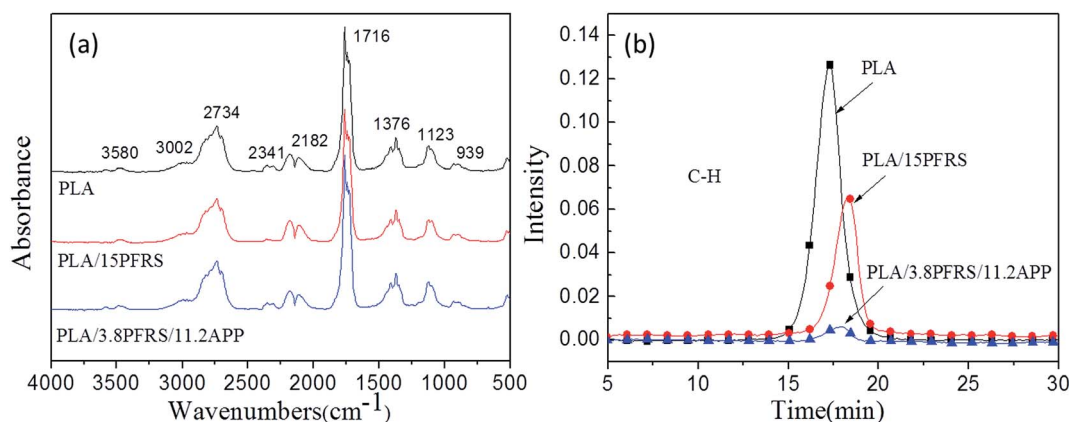 (a)
1716
2734
3580
3002
2341
2182
1376
1123
939
PLA
PLA/15PFRS
PLA/3.8PFRS/11.2APP
Absorbance
4000 3500 3000 2500 2000 1500 1000 500
Wavenumbers(cm-1)
(b)
0.14
0.12
0.10
0.08
0.06
0.04
0.02
0.00
Intensity
PLA
C-H
PLA/15PFRS
PLA/3.8PFRS/11.2APP
5 10 15 20 25 30
Time(min)